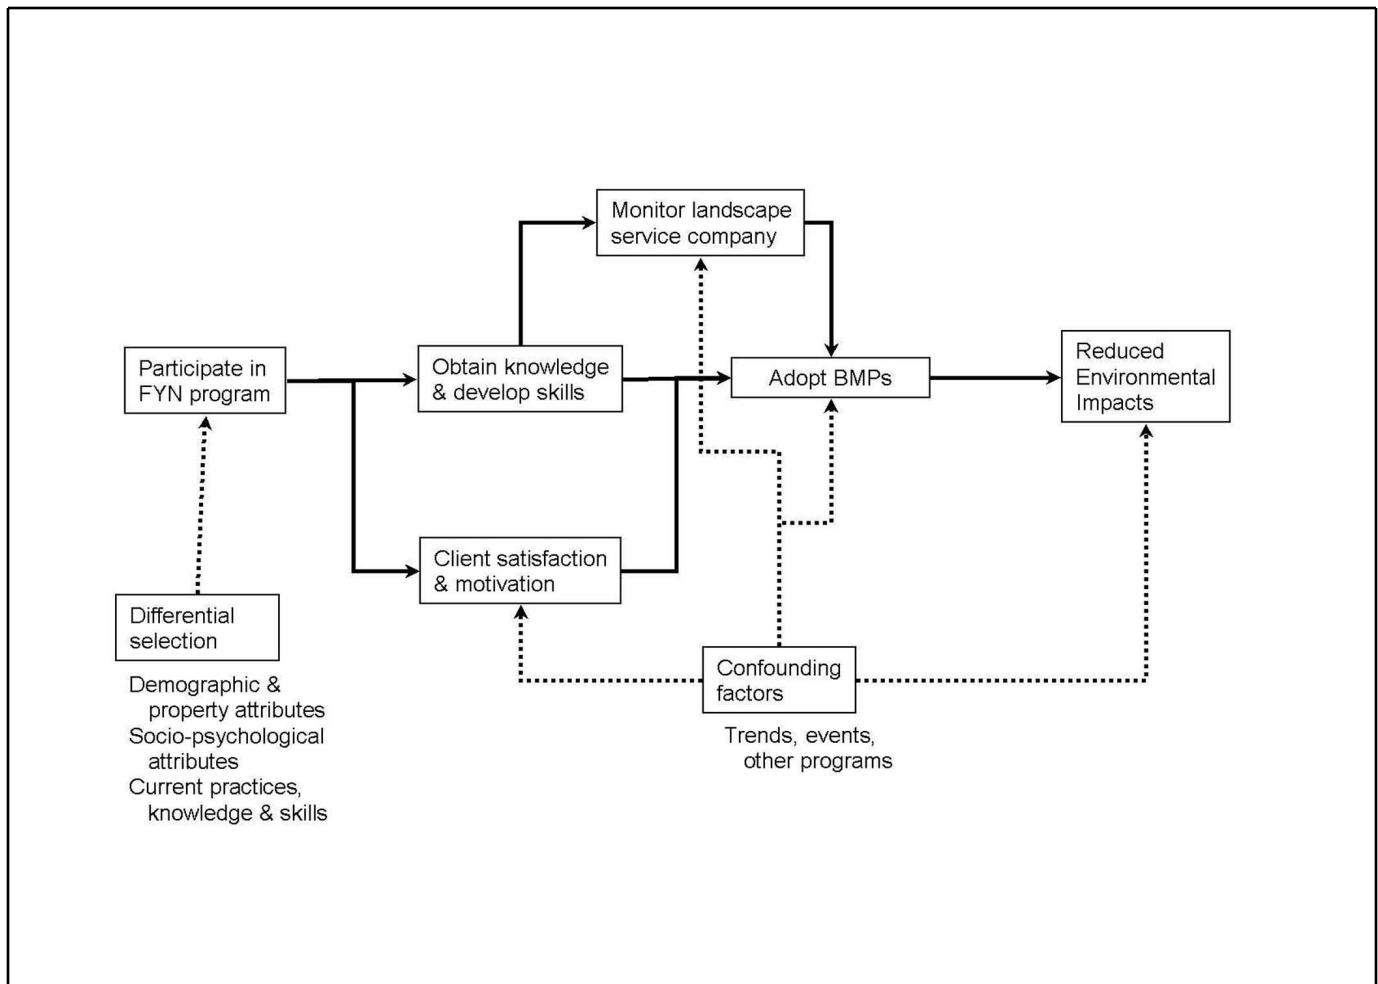 Monitor landscape
service company
Participate in
FYN program
Obtain knowledge
& develop skills
Adopt BMPs
Reduced
Environmental
Impacts
Client satisfaction
& motivation
Differential
selection
Demographic &
property attributes
Socio-psychological
attributes
Current practices,
knowledge & skills
Confounding
factors
Trends, events,
other programs